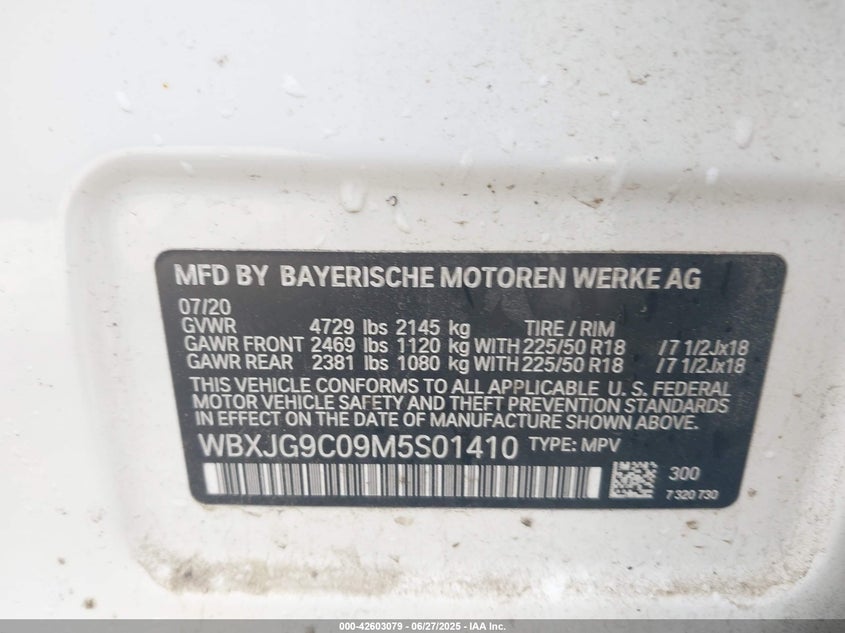 MFD BY BAYERISCHE MOTOREN WERKE AG
07/20
GVWR 4729 lbs 2145 kg TIRE / RIM
GAWR FRONT 2469 lbs 1120 kg WITH 225/50 R18 / 7 1/2Jx18
GAWR REAR 2381 lbs 1080 kg WITH 225/50 R18 / 7 1/2Jx18
THIS VEHICLE CONFORMS TO ALL APPLICABLE U. S. FEDERAL
MOTOR VEHICLE SAFETY AND THEFT PREVENTION STANDARDS
IN EFFECT ON THE DATE OF MANUFACTURE SHOWN ABOVE.
WBXJG9C09M5S01410 TYPE: MPV
300
7 320 730
000-42603079 - 06/27/2025 - IAA Inc.